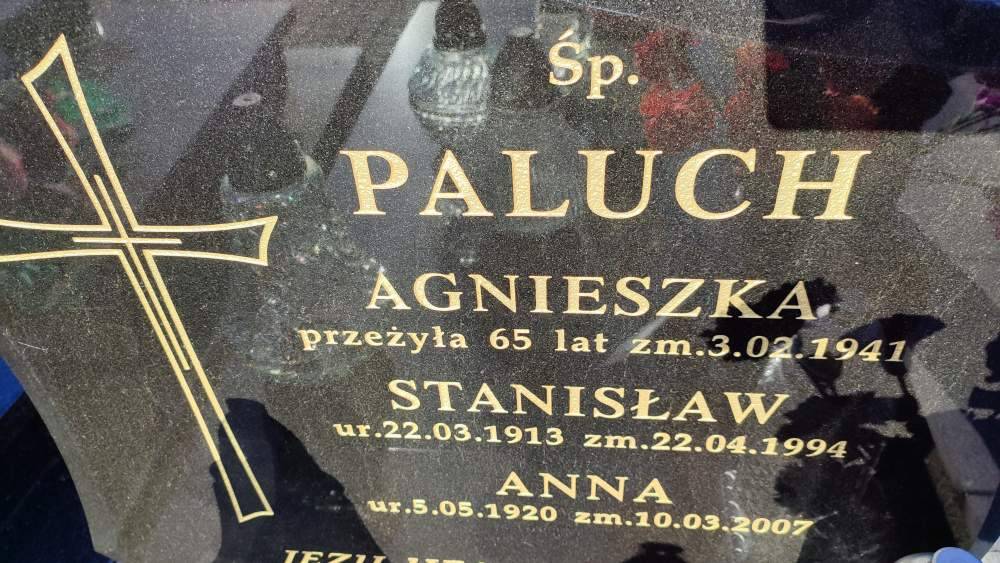 Śp.
PALUCH
AGNIESZKA
przeżyła 65 lat zm.3.02.1941
STANISŁAW
ur.22.03.1913 zm.22.04.1994
ANNA
ur.5.05.1920 zm.10.03.2007
JEZU